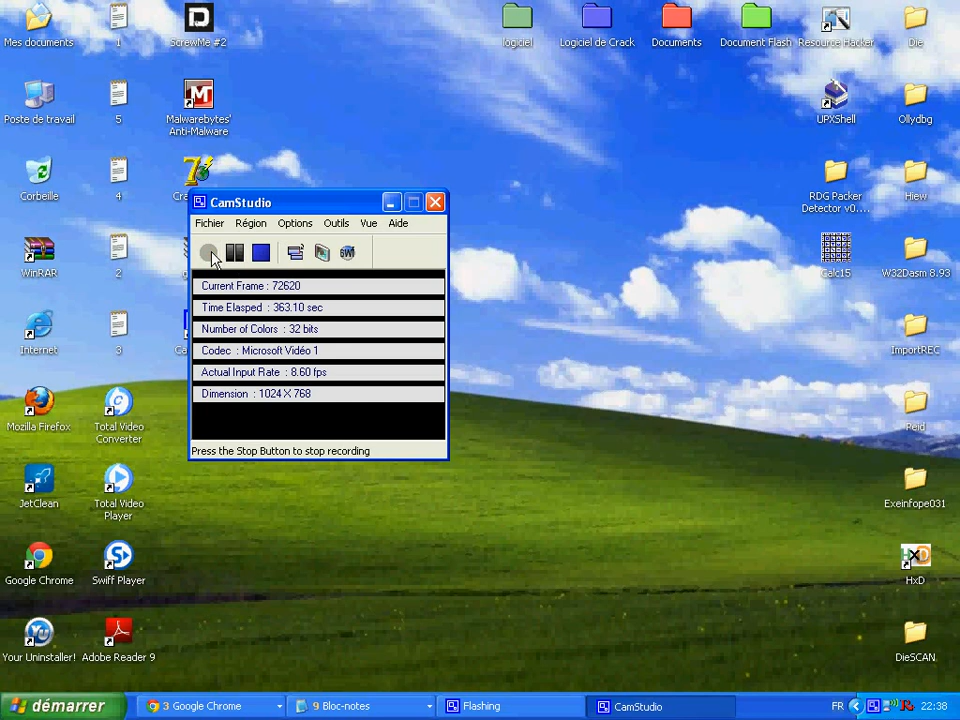 Mes documents
1
ScrewMe #2
logiciel
Logiciel de Crack
Documents
Document Flash
Resource Hacker
Die
Poste de travail
5
Malwarebytes'
Anti-Malware
UPXShell
Ollydbg
Corbeille
4
Cra
RDG Packer
Detector v0....
Hiew
CamStudio
Fichier
Région
Options
Outils
Vue
Aide
SWF
WinRAR
2
Calc15
W32Dasm 8.93
Current Frame : 72620
Time Elasped : 363.10 sec
Number of Colors : 32 bits
Codec : Microsoft Vidéo 1
Actual Input Rate : 8.60 fps
Dimension : 1024 X 768
Press the Stop Button to stop recording
Internet
3
Ca
ImportREC
Mozilla Firefox
Total Video
Converter
Peid
JetClean
Total Video
Player
Exeinfope031
Google Chrome
Swiff Player
HxD
Your Uninstaller!
Adobe Reader 9
DieSCAN
démarrer
3 Google Chrome
9 Bloc-notes
Flashing
CamStudio
FR
22:38